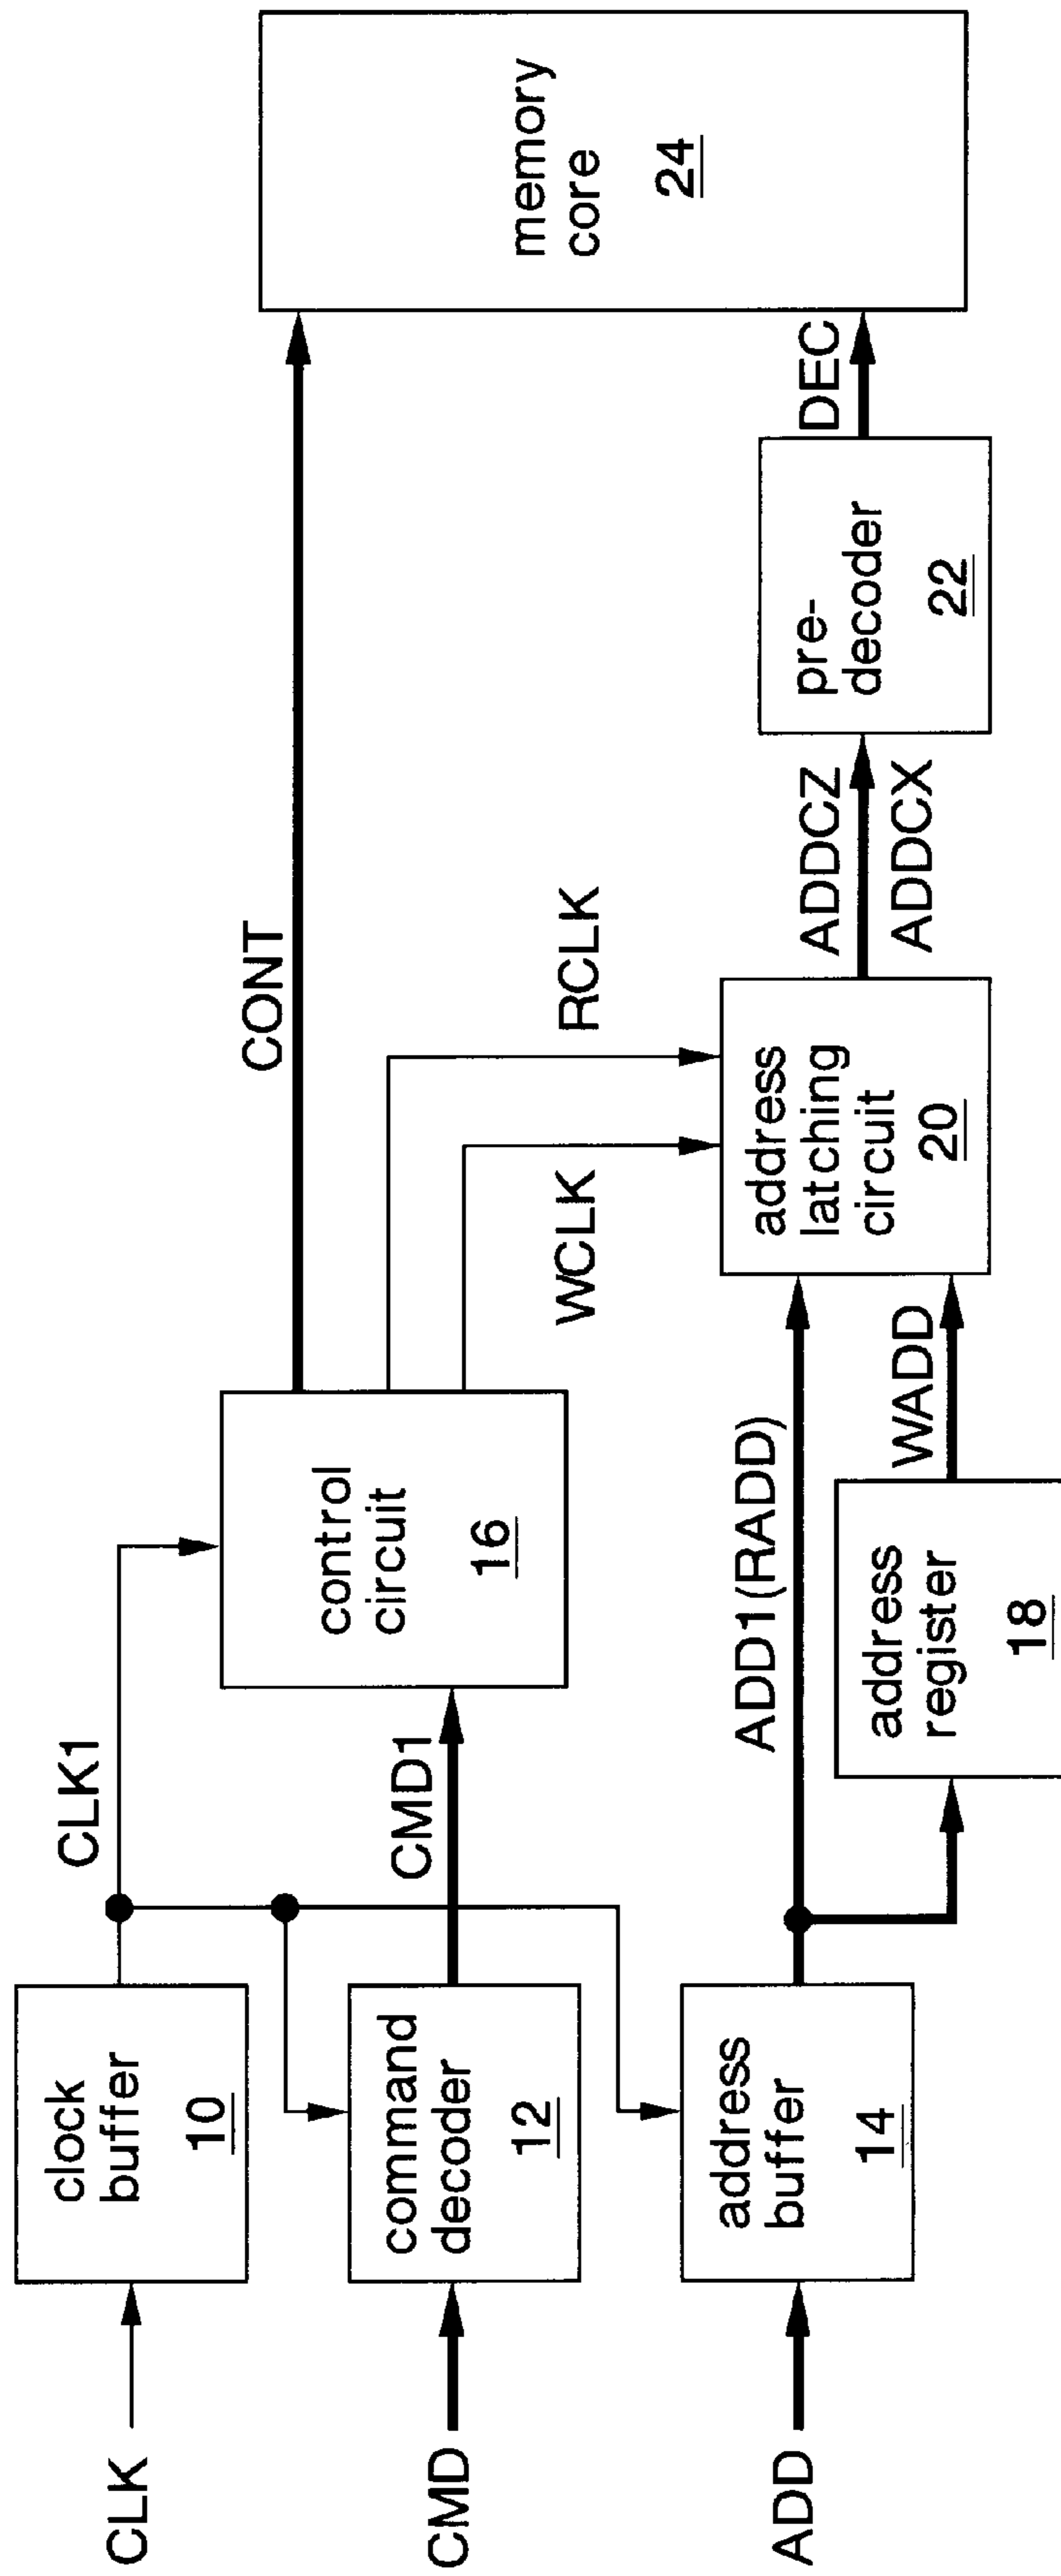 CLK
clock
buffer
10
CLK1
CMD
command
decoder
12
CMD1
control
circuit
16
CONT
WCLK
RCLK
memory
core
24
ADD
address
buffer
14
ADD1(RADD)
address
register
18
WADD
address
latching
circuit
20
ADDCZ
ADDCX
pre-
decoder
22
DEC